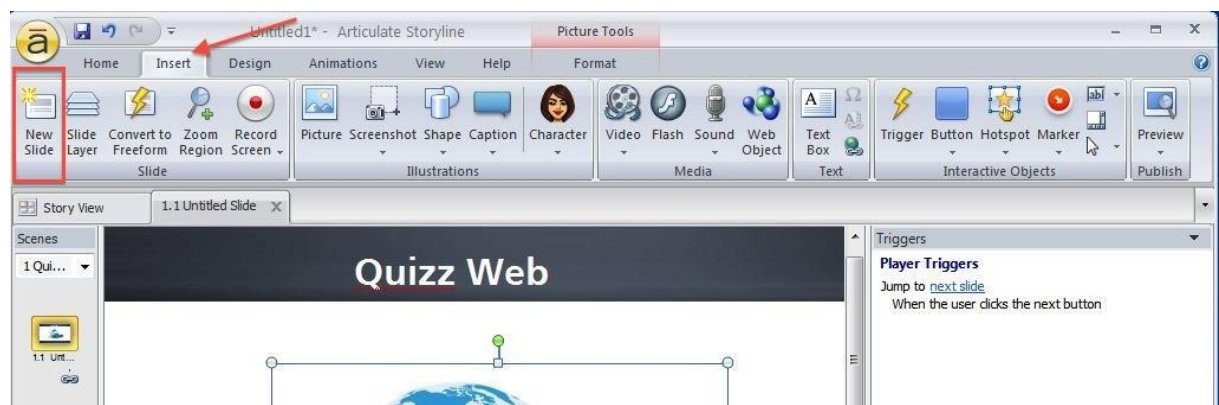 Untitled1* - Articulate Storyline Picture Tools
Home Insert Design Animations View Help Format
New Slide Convert to Zoom Record Picture Screenshot Shape Caption Character Video Flash Sound Web Text Trigger Button Hotspot Marker Preview
Slide Layer Freeform Region Screen Object Box
Slide Illustrations Media Text Interactive Objects Publish
Story View 1.1 Untitled Slide
Scenes Triggers
1 Qui... Quizz Web Player Triggers
Jump to next slide
When the user clicks the next button
1.1 Unt...